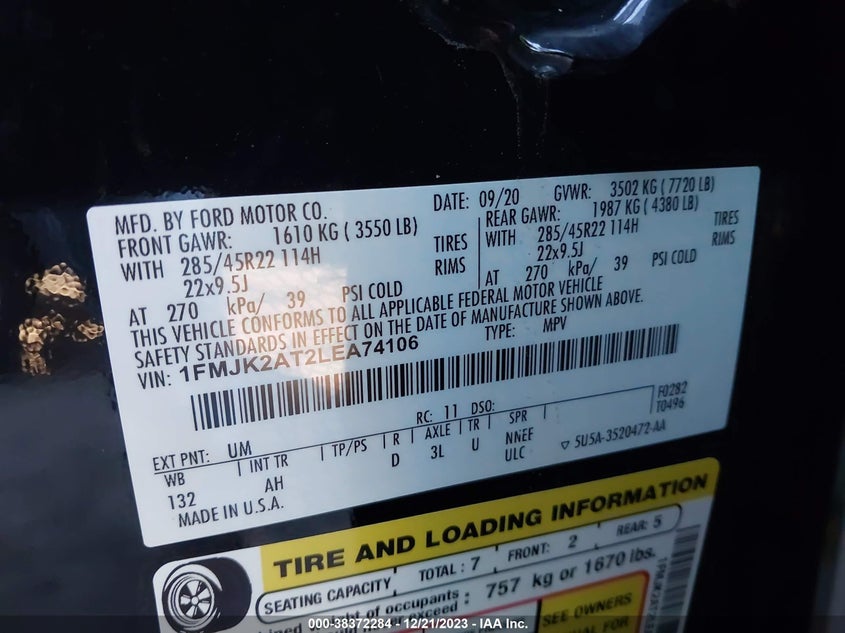 MFD. BY FORD MOTOR CO.
DATE: 09/20 GVWR: 3502 KG ( 7720 LB)
FRONT GAWR: 1610 KG ( 3550 LB)
REAR GAWR: 1987 KG ( 4380 LB)
WITH 285/45R22 114H TIRES
285/45R22 114H TIRES
22x9.5J RIMS
22x9.5J RIMS
AT 270 kPa/ 39 PSI COLD
AT 270 kPa/ 39 PSI COLD
THIS VEHICLE CONFORMS TO ALL APPLICABLE FEDERAL MOTOR VEHICLE
SAFETY STANDARDS IN EFFECT ON THE DATE OF MANUFACTURE SHOWN ABOVE.
VIN: 1FMJK2AT2LEA74106 TYPE: MPV
F0282
T0496
RC: 11 DSO:
EXT PNT: UM
WB INT TR TP/PS R AXLE TR SPR
132 AH D 3L U NNEF
ULC
5U5A-3520472-AA
MADE IN U.S.A.
TIRE AND LOADING INFORMATION
SEATING CAPACITY TOTAL : 7 FRONT: 2 REAR: 5
weight of occupants : 757 kg or 1670 lbs.
exceed
SEE OWNERS
MANUAL FOR
000-38372284 / 12/21/2023 - IAA Inc.